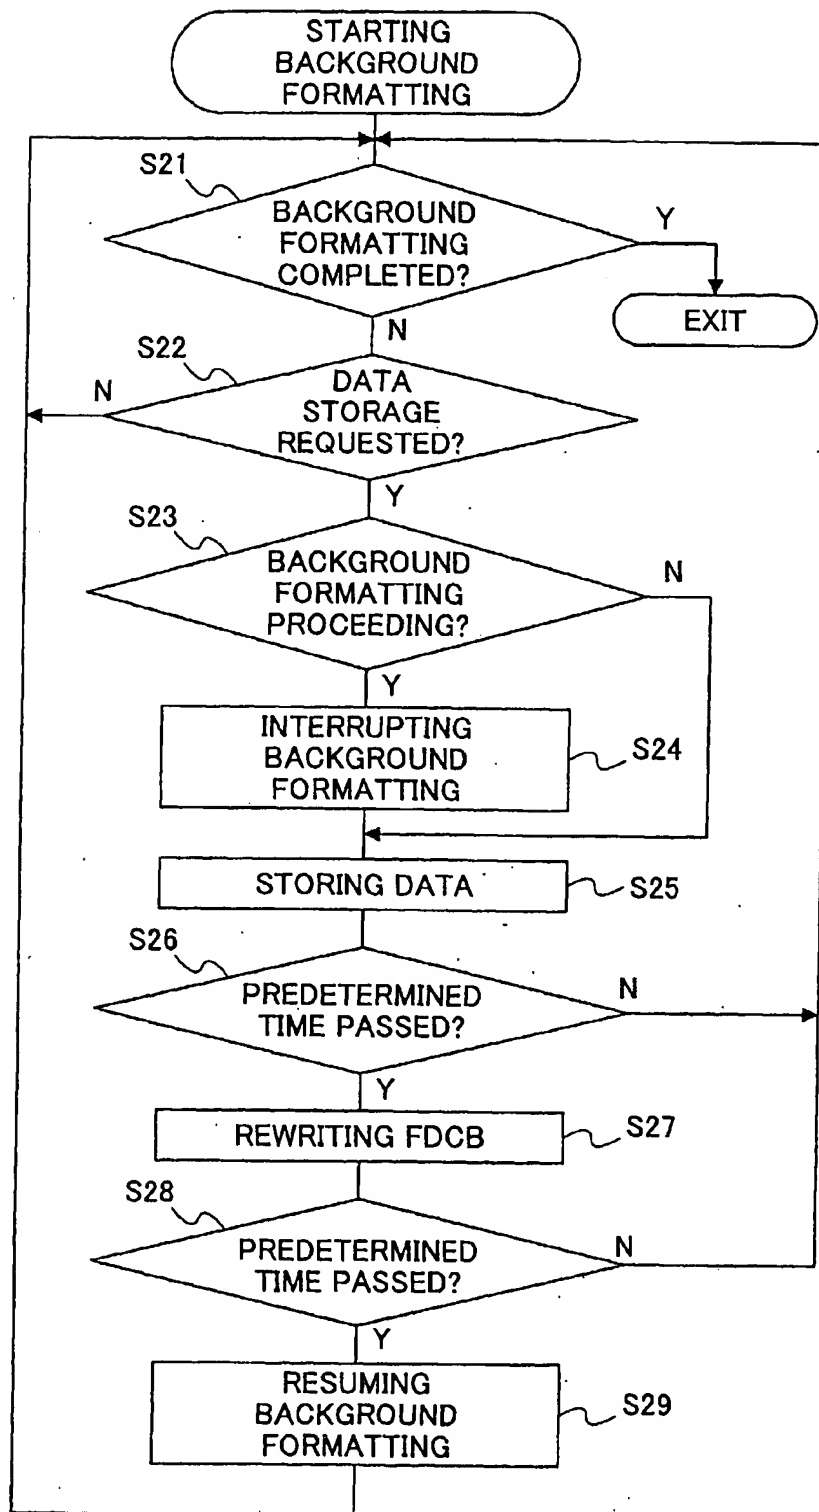 STARTING
BACKGROUND
FORMATTING
S21
BACKGROUND
FORMATTING
COMPLETED?
Y
EXIT
N
S22
DATA
STORAGE
REQUESTED?
N
Y
S23
BACKGROUND
FORMATTING
PROCEEDING?
N
Y
INTERRUPTING
BACKGROUND
FORMATTING
S24
STORING DATA
S25
S26
PREDETERMINED
TIME PASSED?
N
Y
REWRITING FDCB
S27
S28
PREDETERMINED
TIME PASSED?
N
Y
RESUMING
BACKGROUND
FORMATTING
S29